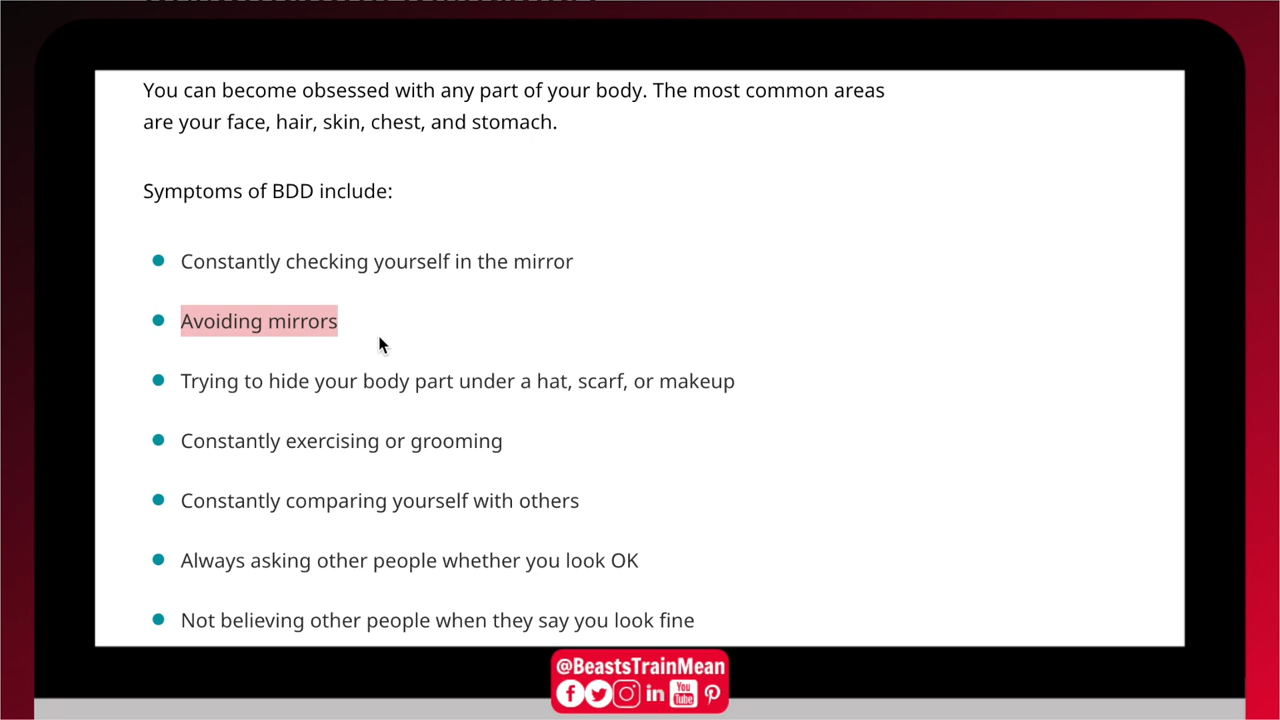 You can become obsessed with any part of your body. The most common areas
are your face, hair, skin, chest, and stomach.
Symptoms of BDD include:
Constantly checking yourself in the mirror
Avoiding mirrors
Trying to hide your body part under a hat, scarf, or makeup
Constantly exercising or grooming
Constantly comparing yourself with others
Always asking other people whether you look OK
Not believing other people when they say you look fine
@BeastsTrainMean
in You
Tube